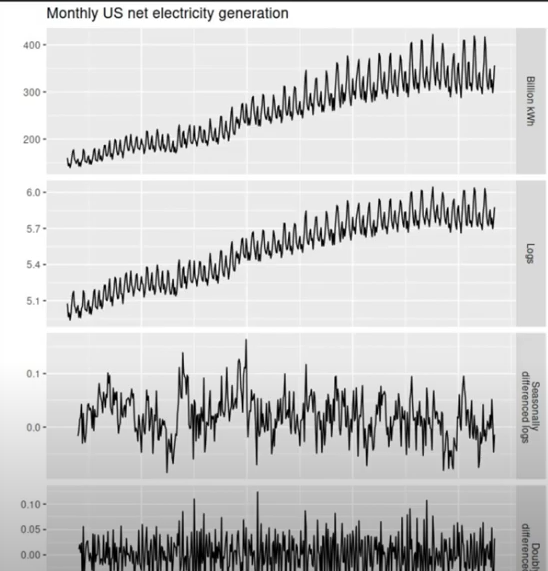 Monthly US net electricity generation
400
300
200
Billion kWh
6.0
5.7
5.4
5.1
Logs
0.1
0.0
Seasonally
differenced logs
0.10
0.05
0.00